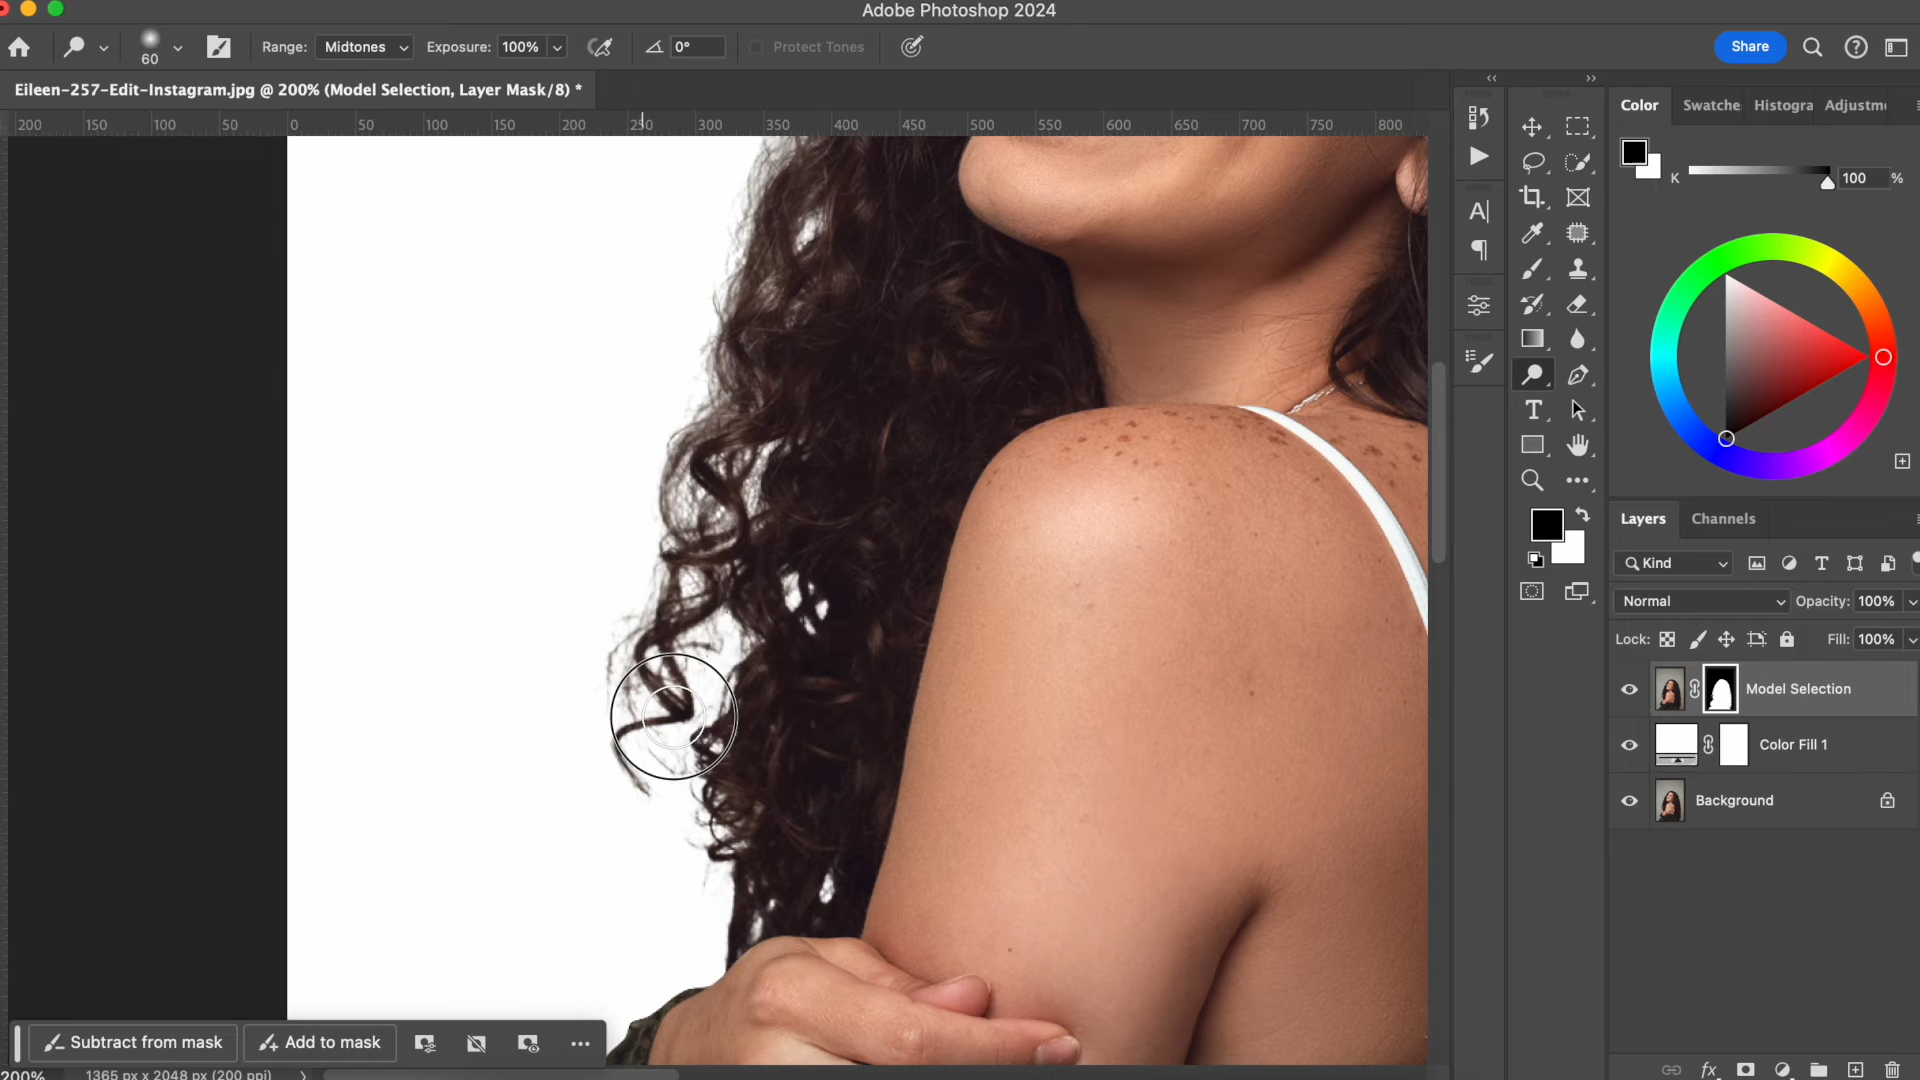 Adobe Photoshop 2024
60
Range: Midtones Exposure: 100% 0° Protect Tones
Share
Eileen-257-Edit-Instagram.jpg @ 200% (Model Selection, Layer Mask/8) *
200 150 100 50 0 50 100 150 200 250 300 350 400 450 500 550 600 650 700 750 800
Color Swatche Histogra Adjustm
K 100 %
Layers Channels
Kind
Normal Opacity: 100%
Lock: Fill: 100%
Model Selection
Color Fill 1
Background
Subtract from mask Add to mask
200% 1365 px x 2048 px (200 ppi)